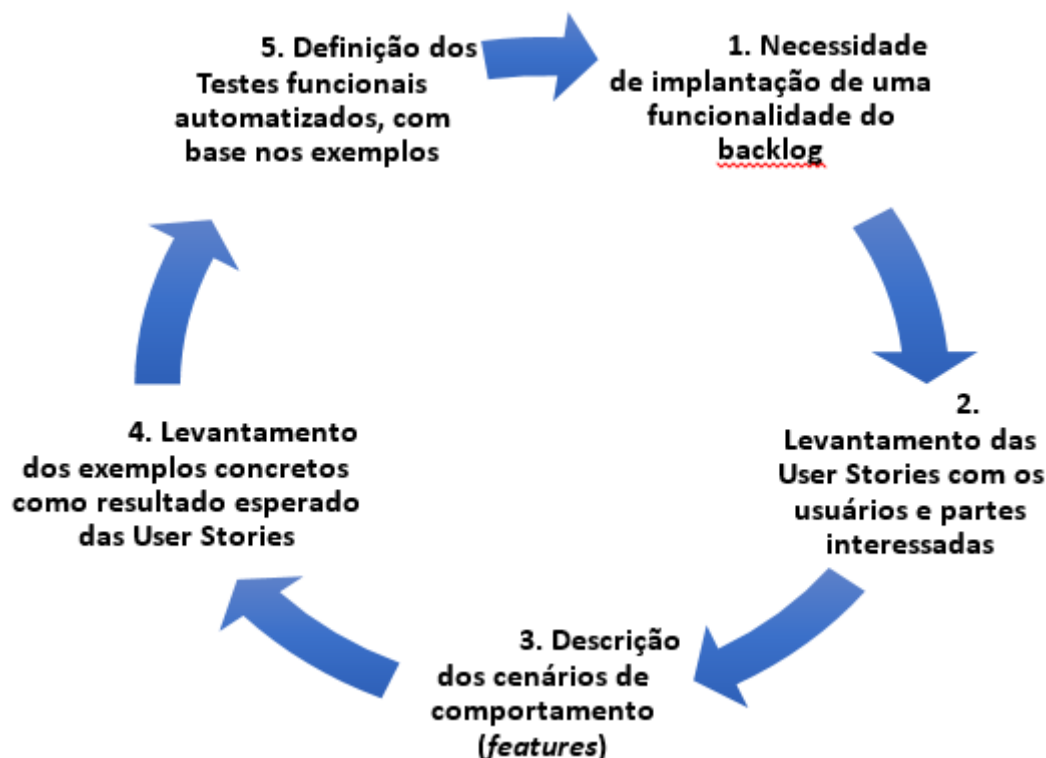 1. Necessidade
de implantação de uma
funcionalidade do
backlog
2.
Levantamento das
User Stories com os
usuários e partes
interessadas
3. Descrição
dos cenários de
comportamento
(features)
4. Levantamento
dos exemplos concretos
como resultado esperado
das User Stories
5. Definição dos
Testes funcionais
automatizados, com
base nos exemplos